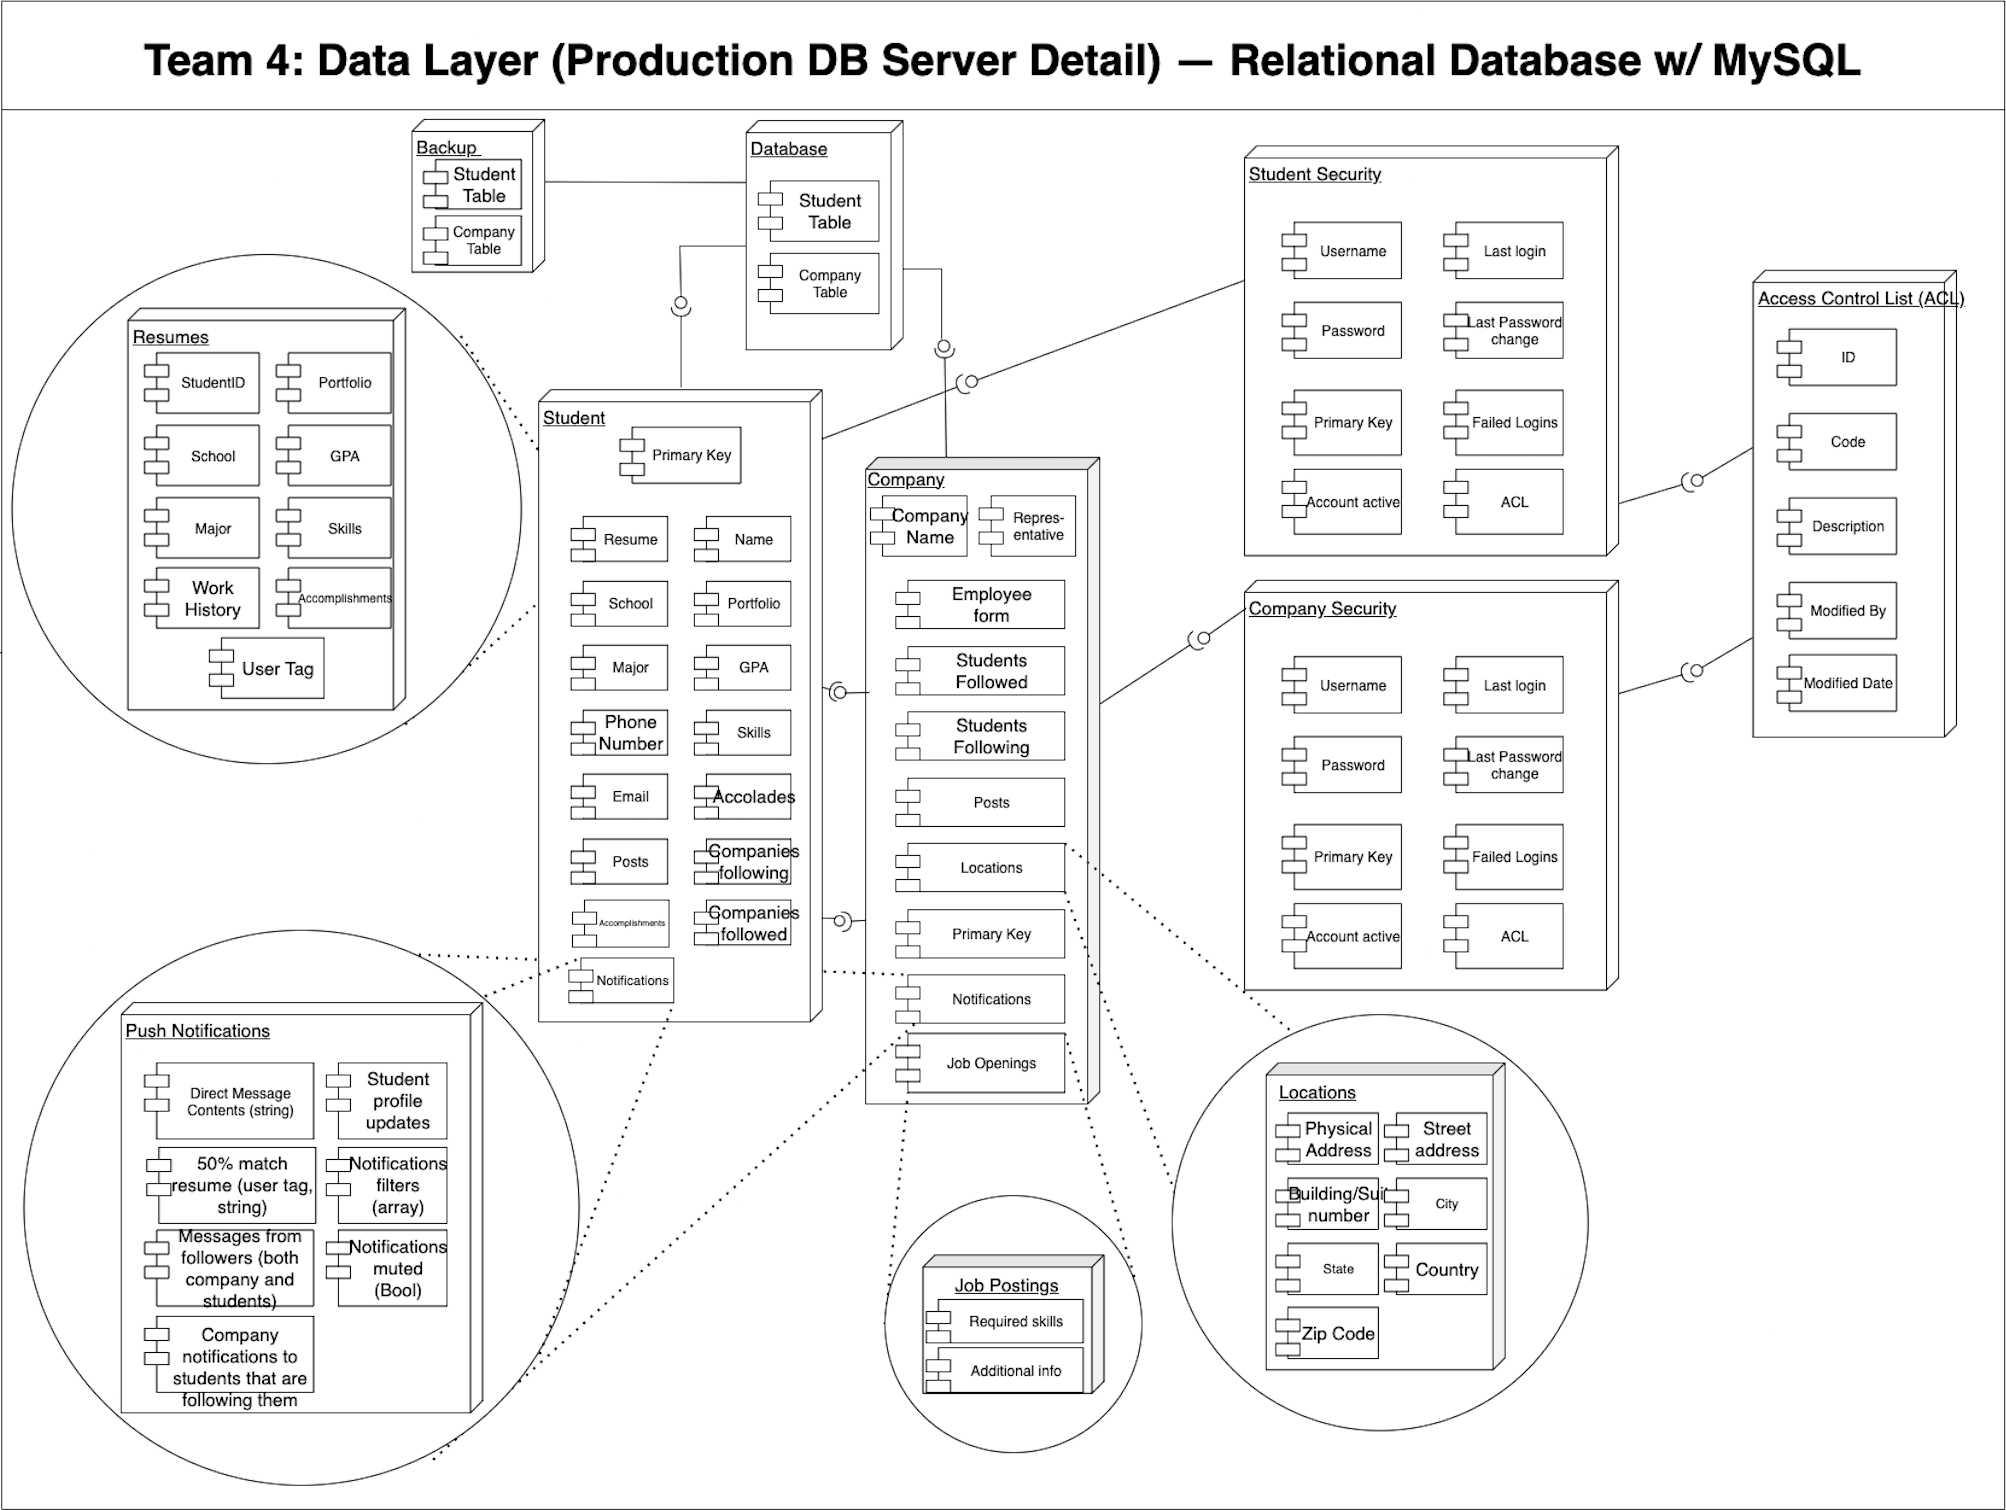 Team 4: Data Layer (Production DB Server Detail) — Relational Database w/ MySQL
Backup
Student
Table
Company
Table
Database
Student
Table
Company
Table
Resumes
StudentID
Portfolio
School
GPA
Major
Skills
Work
History
Accomplishments
User Tag
Student
Primary Key
Resume
Name
School
Portfolio
Major
GPA
Phone
Number
Skills
Email
Accolades
Posts
Companies
following
Accomplishments
Companies
followed
Notifications
Company
Company
Name
Repres-
entative
Employee
form
Students
Followed
Students
Following
Posts
Locations
Primary Key
Notifications
Job Openings
Student Security
Username
Last login
Password
Last Password
change
Primary Key
Failed Logins
Account active
ACL
Company Security
Username
Last login
Password
Last Password
change
Primary Key
Failed Logins
Account active
ACL
Access Control List (ACL)
ID
Code
Description
Modified By
Modified Date
Push Notifications
Direct Message
Contents (string)
Student
profile
updates
50% match
resume (user tag,
string)
Notifications
filters
(array)
Messages from
followers (both
company and
students)
Notifications
muted
(Bool)
Company
notifications to
students that are
following them
Job Postings
Required skills
Additional info
Locations
Physical
Address
Street
address
Building/Sui
number
City
State
Country
Zip Code